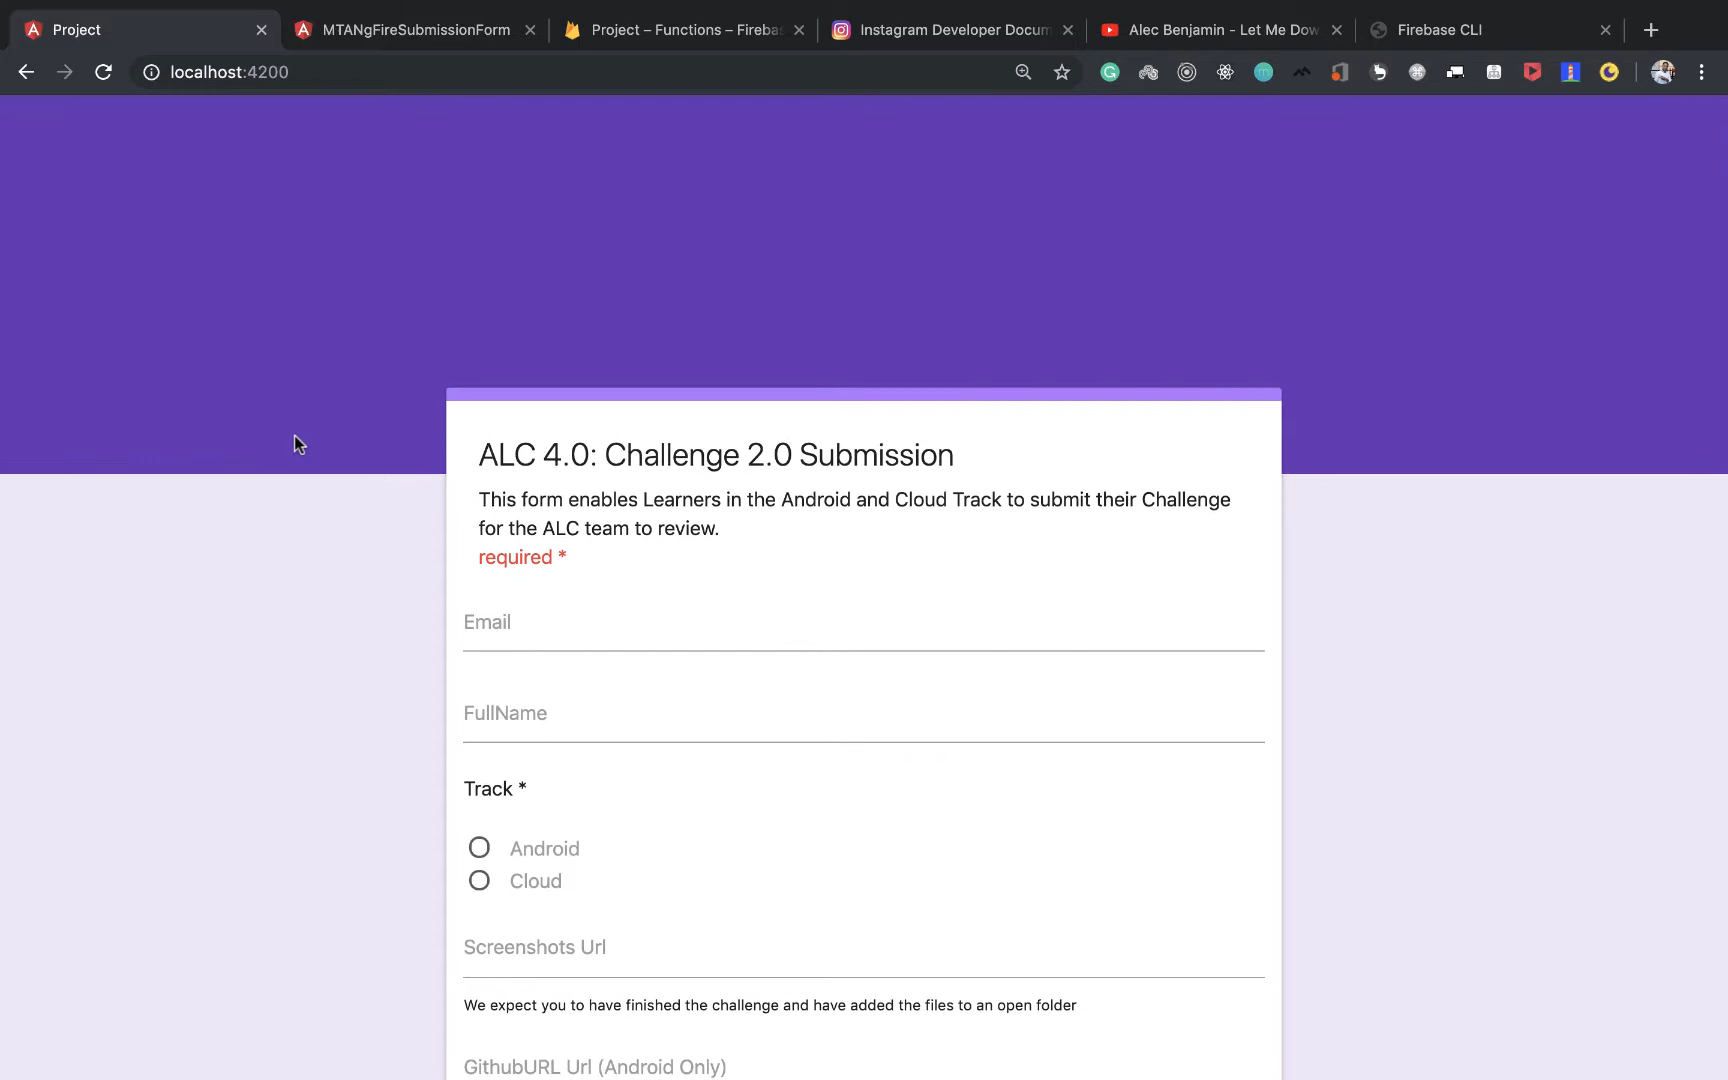 Project
MTANgFireSubmissionForm
Project – Functions – Fireba
Instagram Developer Docum
Alec Benjamin - Let Me Dow
Firebase CLI
localhost:4200
ALC 4.0: Challenge 2.0 Submission
This form enables Learners in the Android and Cloud Track to submit their Challenge
for the ALC team to review.
required *
Email
FullName
Track *
Android
Cloud
Screenshots Url
We expect you to have finished the challenge and have added the files to an open folder
GithubURL Url (Android Only)